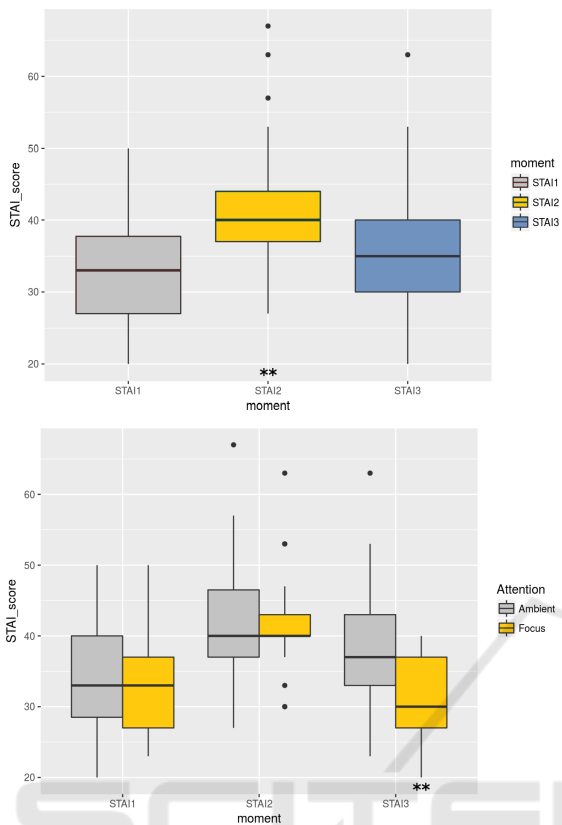 60
50
40
30
20
STAI_score
**
STAI1 STAI2 STAI3
moment
moment
STAI1
STAI2
STAI3
60
50
40
30
20
STAI_score
**
STAI1 STAI2 STAI3
moment
Attention
Ambient
Focus